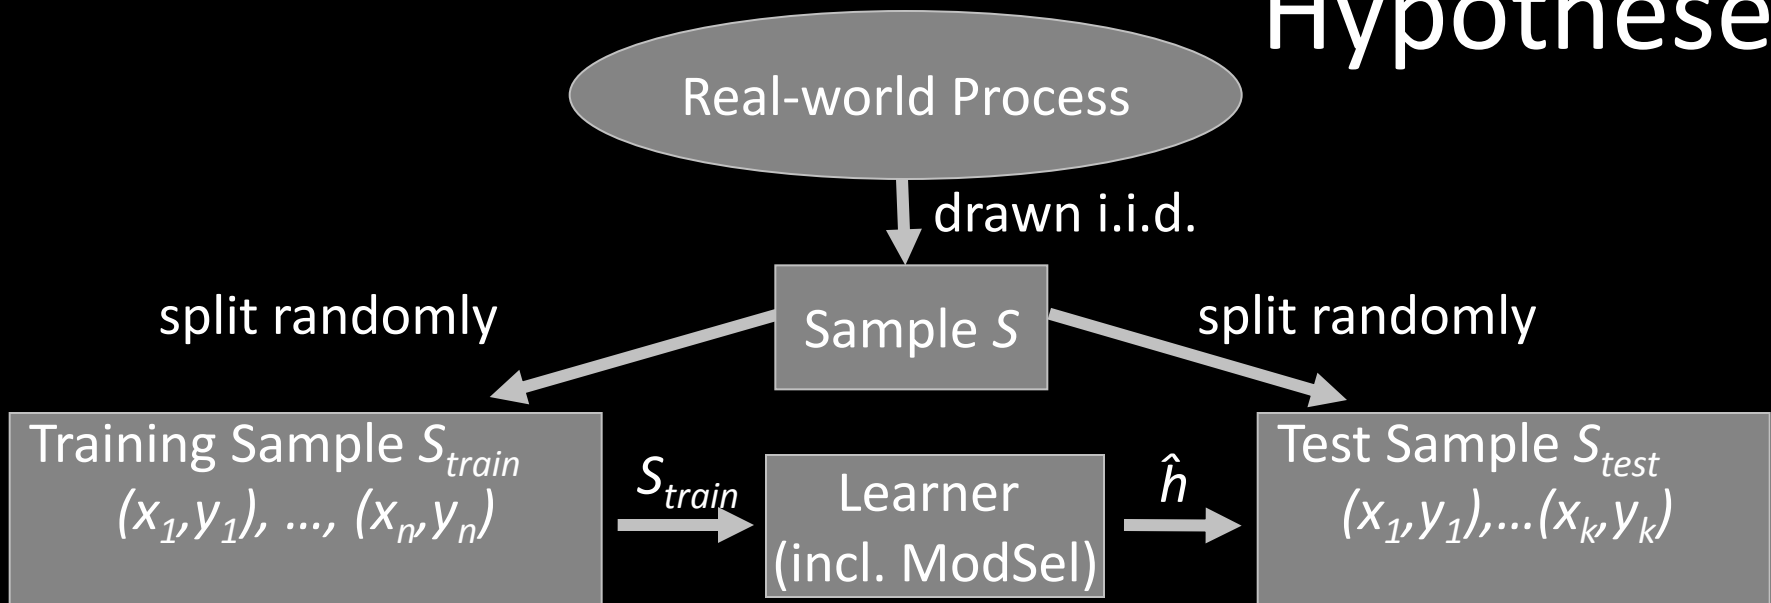 Hypothese
Real-world Process
drawn i.i.d.
split randomly
Sample S
split randomly
Training Sample S_train
(x_1,y_1), …, (x_n,y_n)
S_train
Learner
(incl. ModSel)
ĥ
Test Sample S_test
(x_1,y_1),…(x_k,y_k)